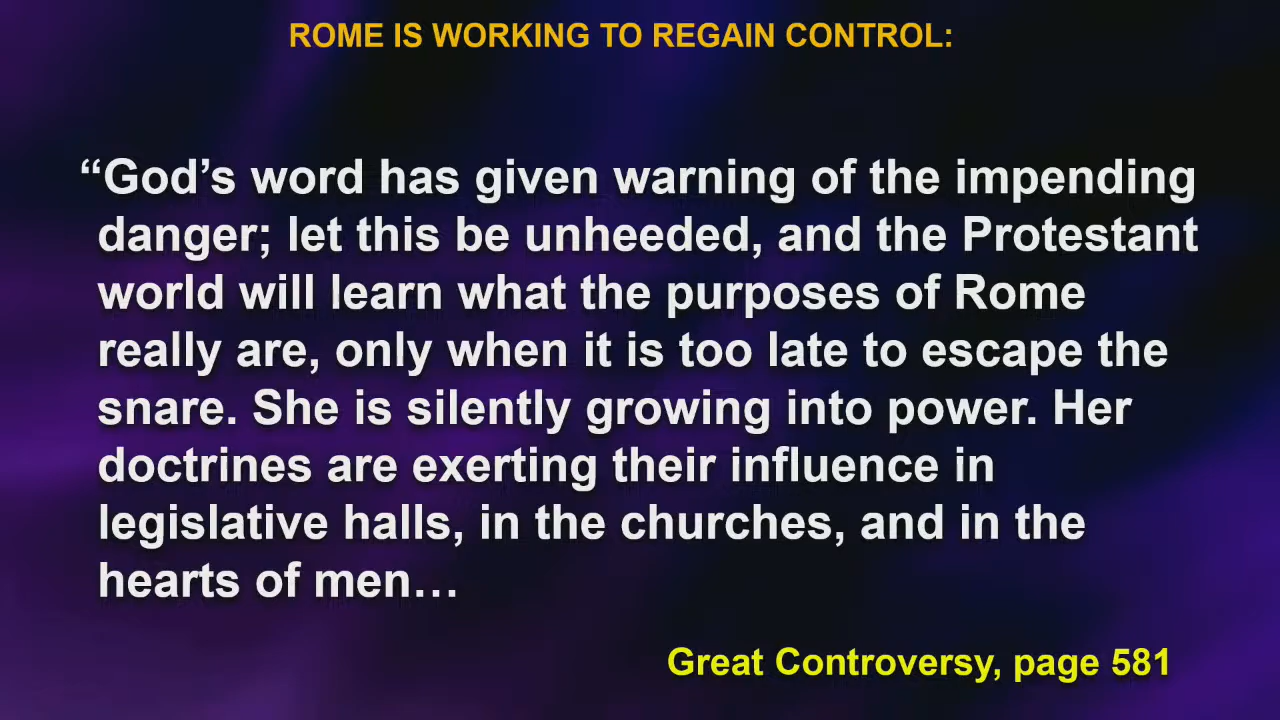 ROME IS WORKING TO REGAIN CONTROL:
“God’s word has given warning of the impending
danger; let this be unheeded, and the Protestant
world will learn what the purposes of Rome
really are, only when it is too late to escape the
snare. She is silently growing into power. Her
doctrines are exerting their influence in
legislative halls, in the churches, and in the
hearts of men…
Great Controversy, page 581